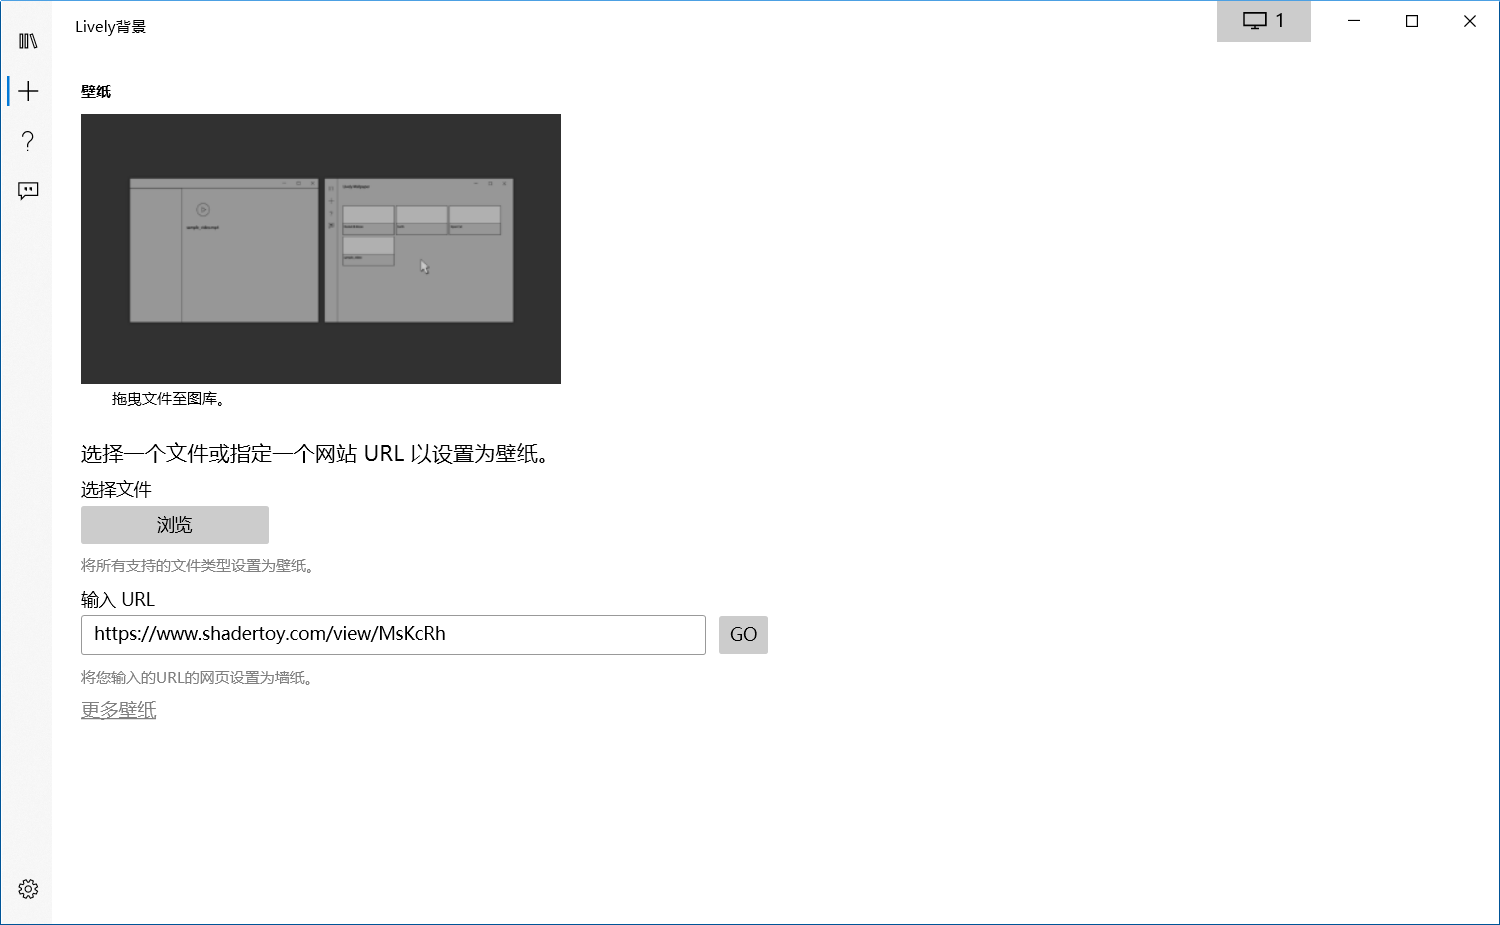 Lively背景
1
壁纸
拖曳文件至图库。
选择一个文件或指定一个网站 URL 以设置为壁纸。
选择文件
浏览
将所有支持的文件类型设置为壁纸。
输入 URL
https://www.shadertoy.com/view/MsKcRh
GO
将您输入的URL的网页设置为墙纸。
更多壁纸